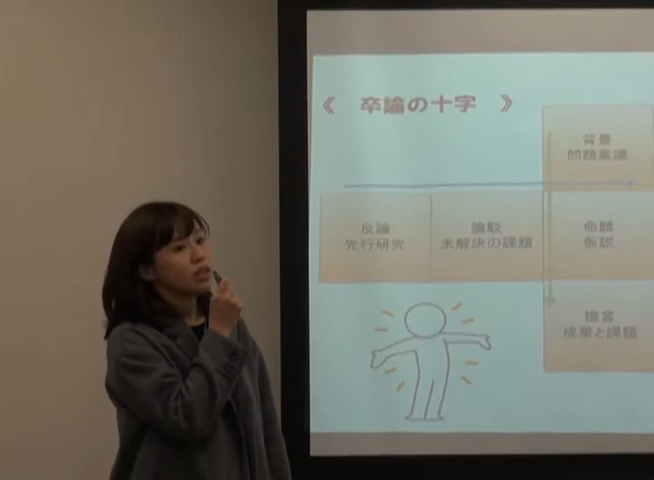 《 卒論の十字 》
背景
問題意識
反論
先行研究
論駁
未解決の課題
命題
仮説
提言
成果と課題